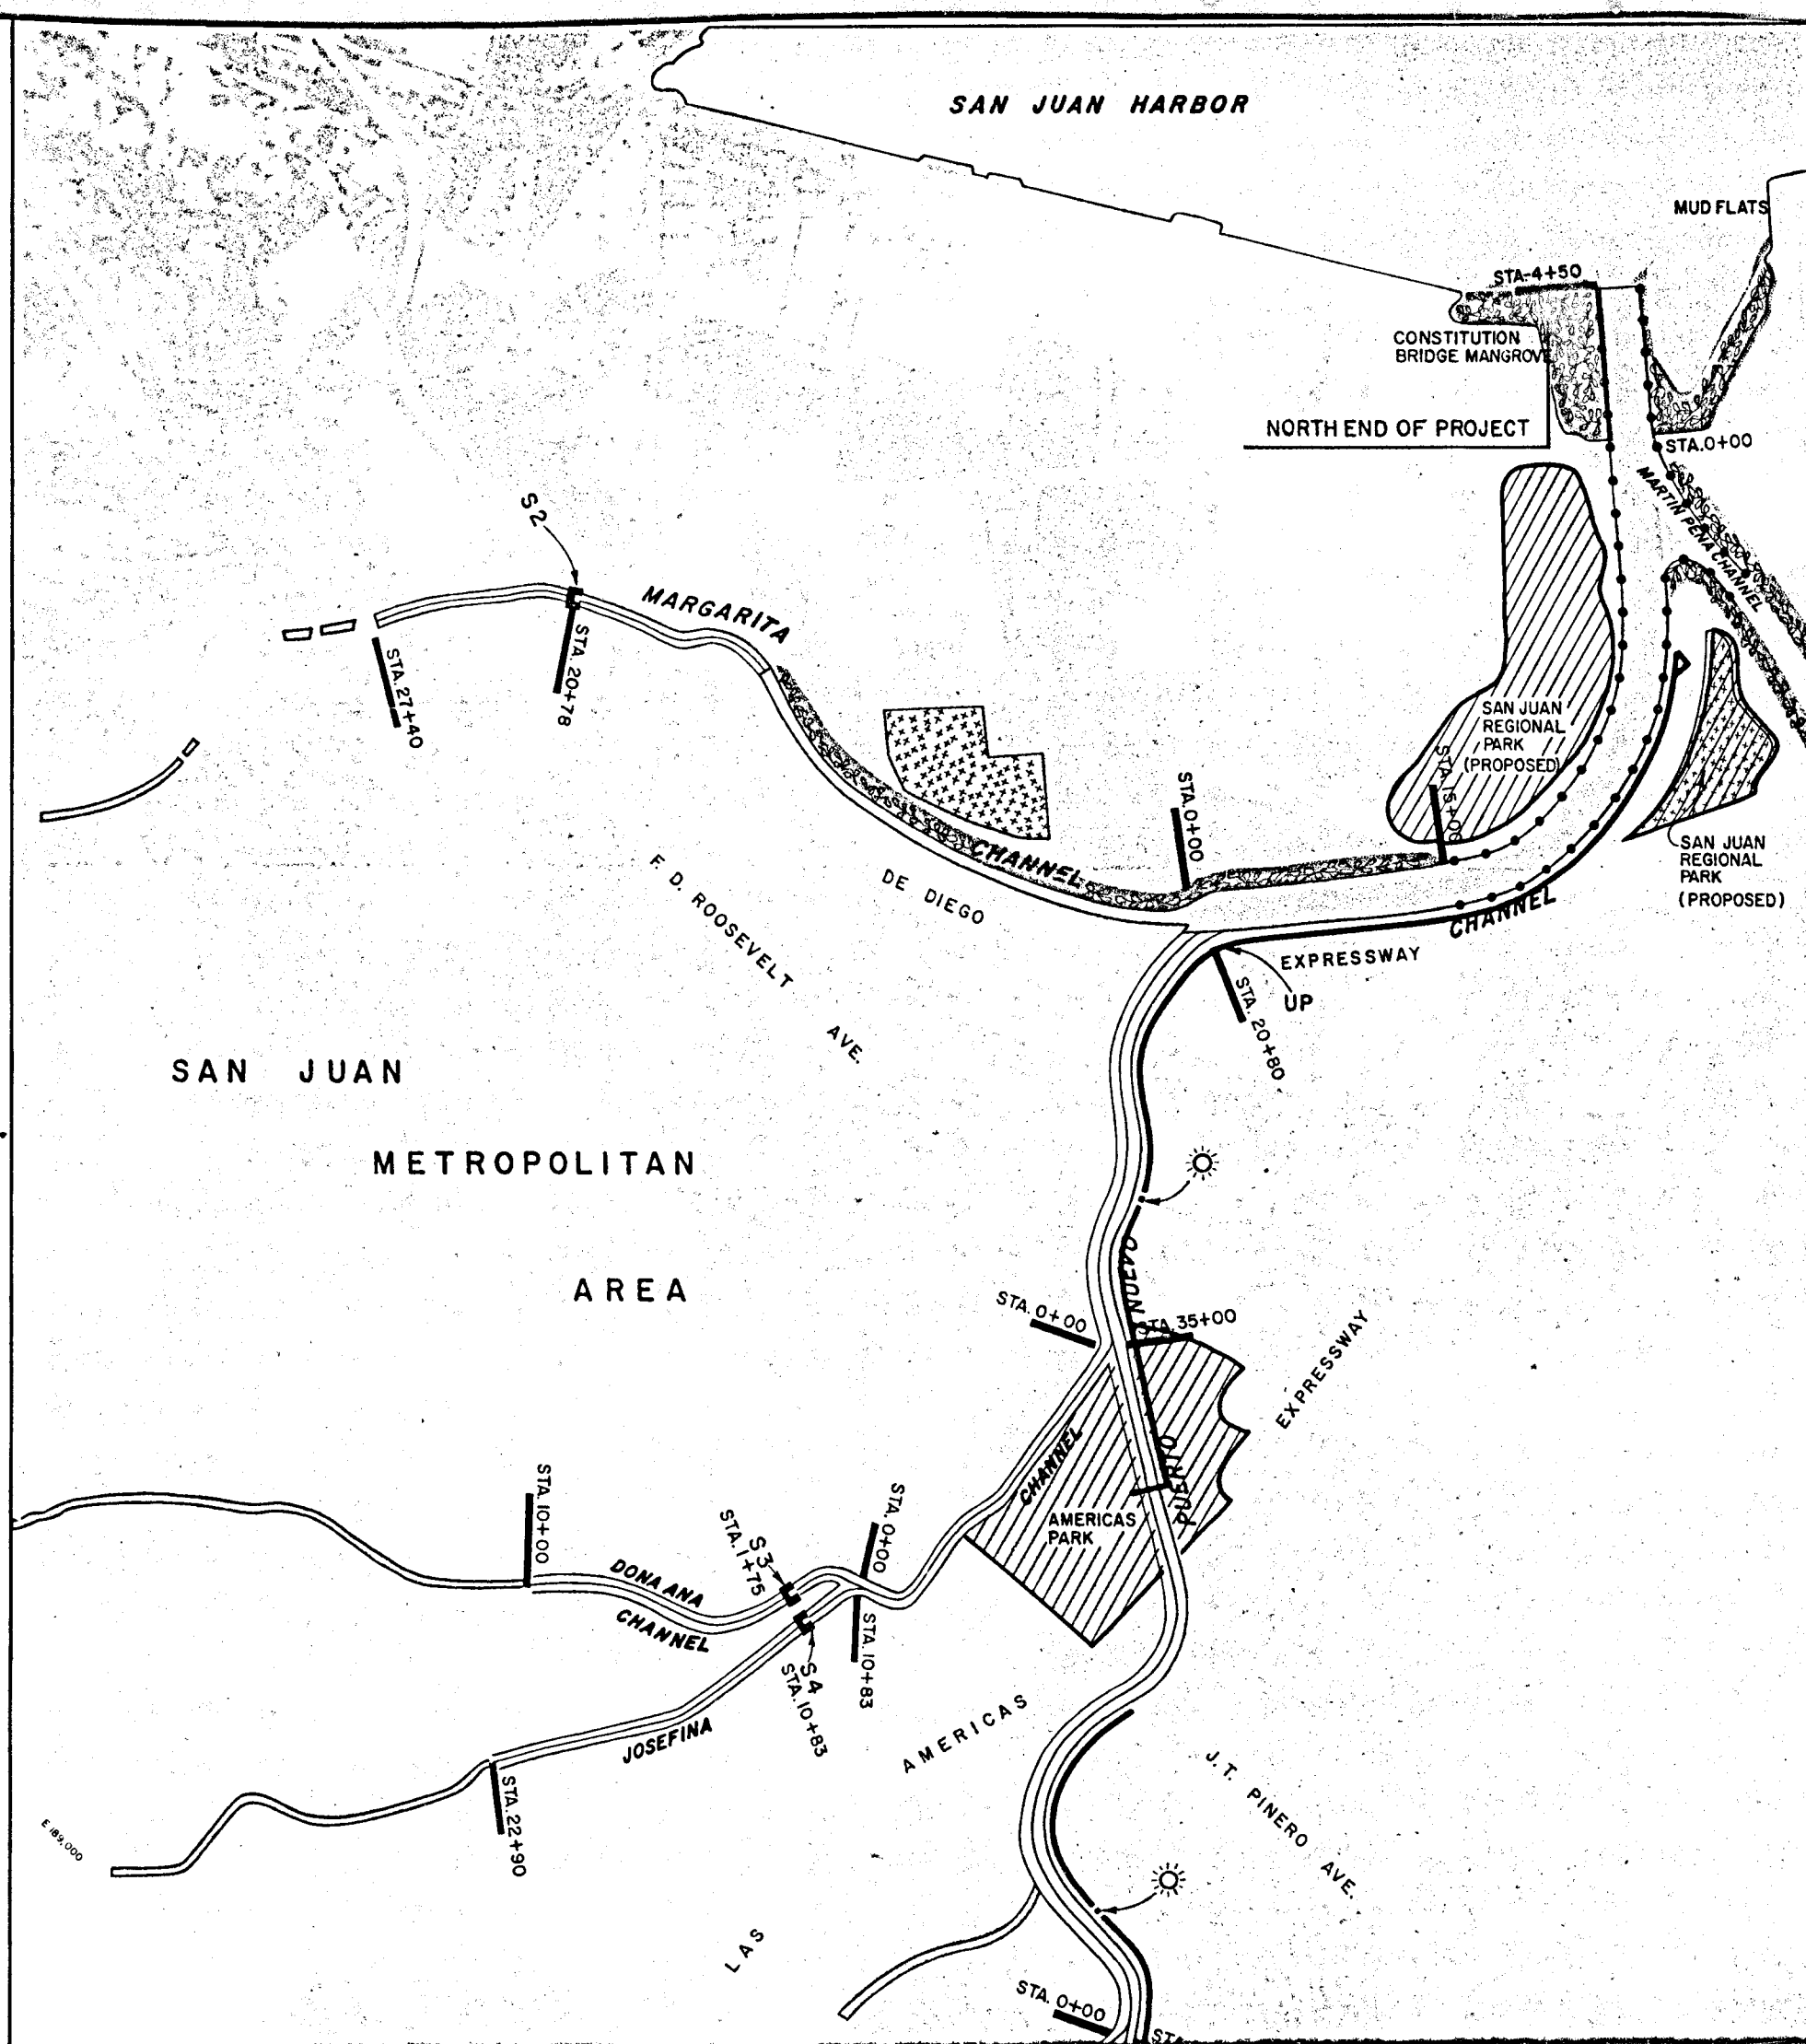 SAN JUAN HARBOR
MUD FLATS
STA-4+50
CONSTITUTION
BRIDGE MANGROVE
NORTH END OF PROJECT
STA.0+00
MARTIN PENA CHANNEL
S2
MARGARITA
STA. 20+78
STA. 27+40
SAN JUAN
REGIONAL
PARK
(PROPOSED)
STA. 15+00
STA. 0+00
CHANNEL
SAN JUAN
REGIONAL
PARK
(PROPOSED)
F. D. ROOSEVELT
AVE.
DE DIEGO
CHANNEL
EXPRESSWAY
UP
STA. 20+80
SAN JUAN
METROPOLITAN
AREA
NUEVO
STA. 0+00
STA. 35+00
EXPRESSWAY
CHANNEL
PUERTO
AMERICAS
PARK
STA. 10+00
S3
STA. 1+75
STA. 0+00
DONA ANA
CHANNEL
S4
STA. 10+83
STA. 10+83
JOSEFINA
STA. 22+90
AMERICAS
J. T. PINERO AVE.
E 189,000
LAS
STA. 0+00